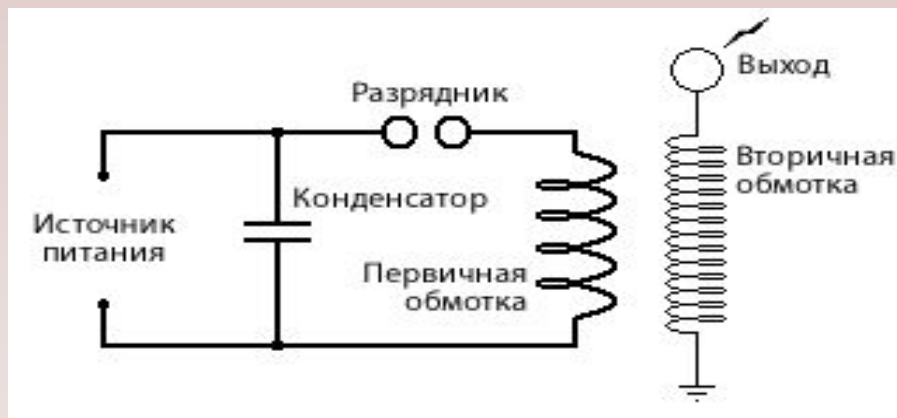 Разрядник
Выход
Вторичная
обмотка
Конденсатор
Источник
питания
Первичная
обмотка